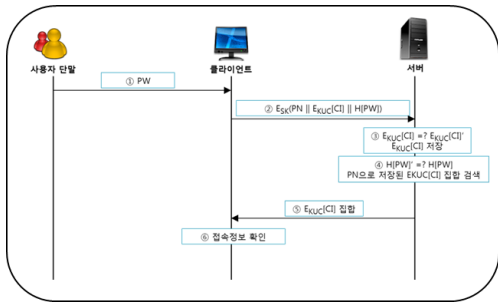 사용자 단말
클라이언트
서버
① PW
② E_SK(PN || E_KUC[CI] || H[PW])
③ E_KUC[CI] =? E_KUC[CI]'
E_KUC[CI] 저장
④ H[PW]' =? H[PW]
PN으로 저장된 EKUC[CI] 집합 검색
⑤ E_KUC[CI] 집합
⑥ 접속정보 확인